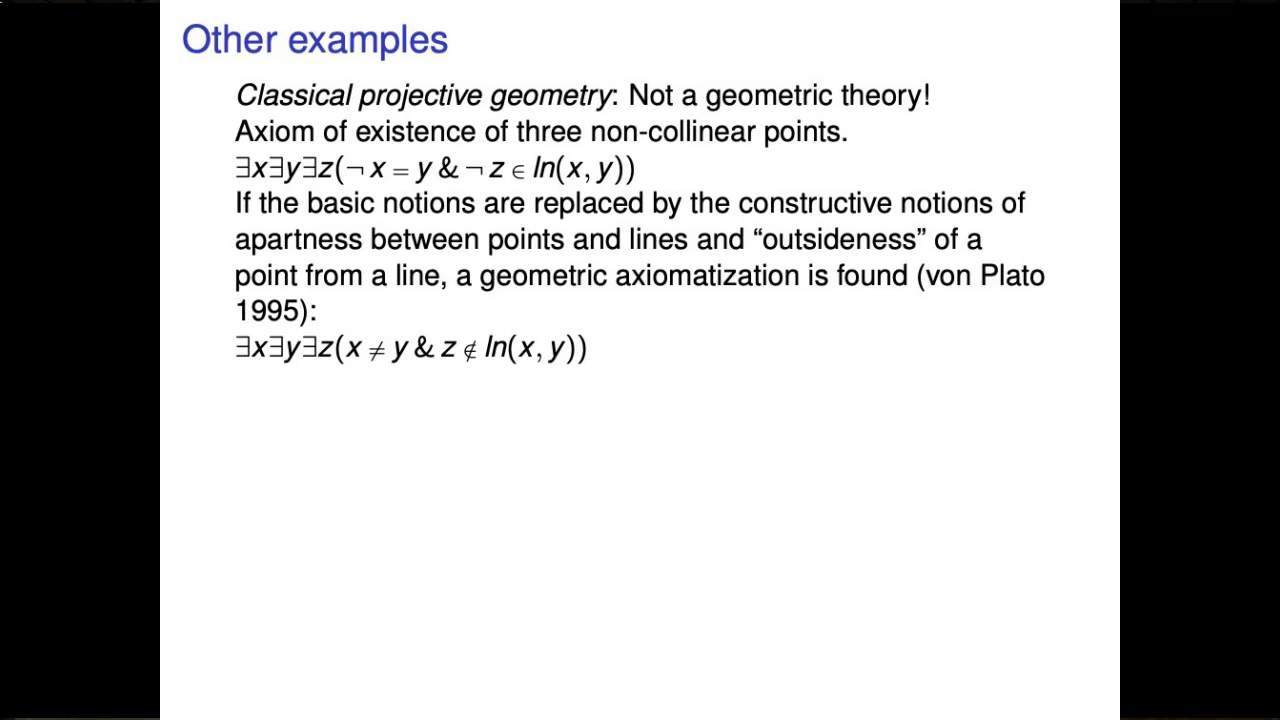 Other examples
Classical projective geometry: Not a geometric theory!
Axiom of existence of three non-collinear points.
∃x∃y∃z(¬ x = y & ¬ z ∈ ln(x, y))
If the basic notions are replaced by the constructive notions of
apartness between points and lines and “outsideness” of a
point from a line, a geometric axiomatization is found (von Plato
1995):
∃x∃y∃z(x ≠ y & z ∉ ln(x, y))